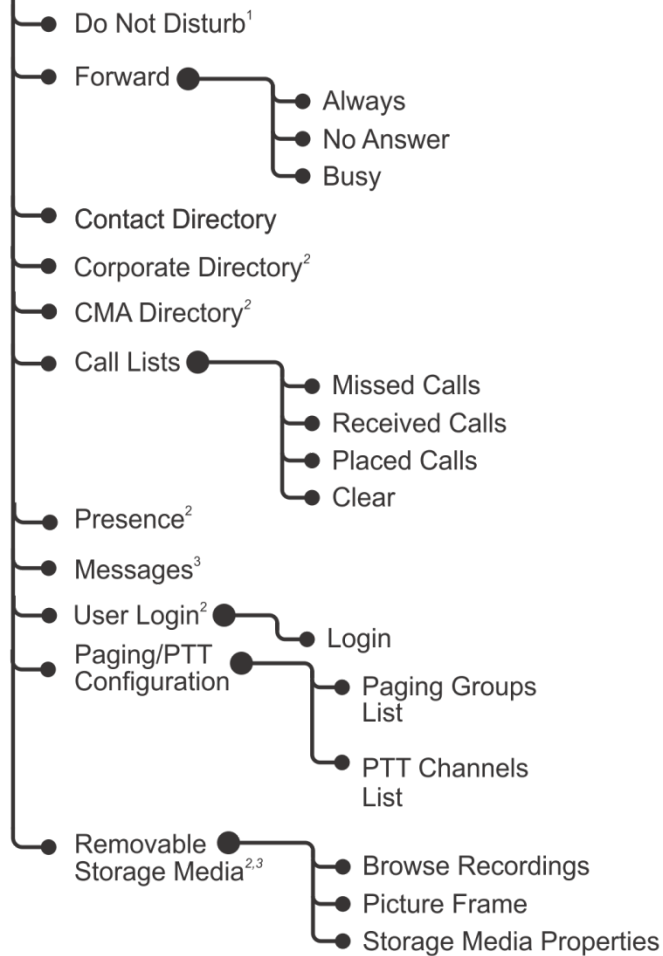 Do Not Disturb¹
Forward
Always
No Answer
Busy
Contact Directory
Corporate Directory²
CMA Directory²
Call Lists
Missed Calls
Received Calls
Placed Calls
Clear
Presence²
Messages³
User Login²
Login
Paging/PTT
Configuration
Paging Groups
List
PTT Channels
List
Removable
Storage Media²,³
Browse Recordings
Picture Frame
Storage Media Properties